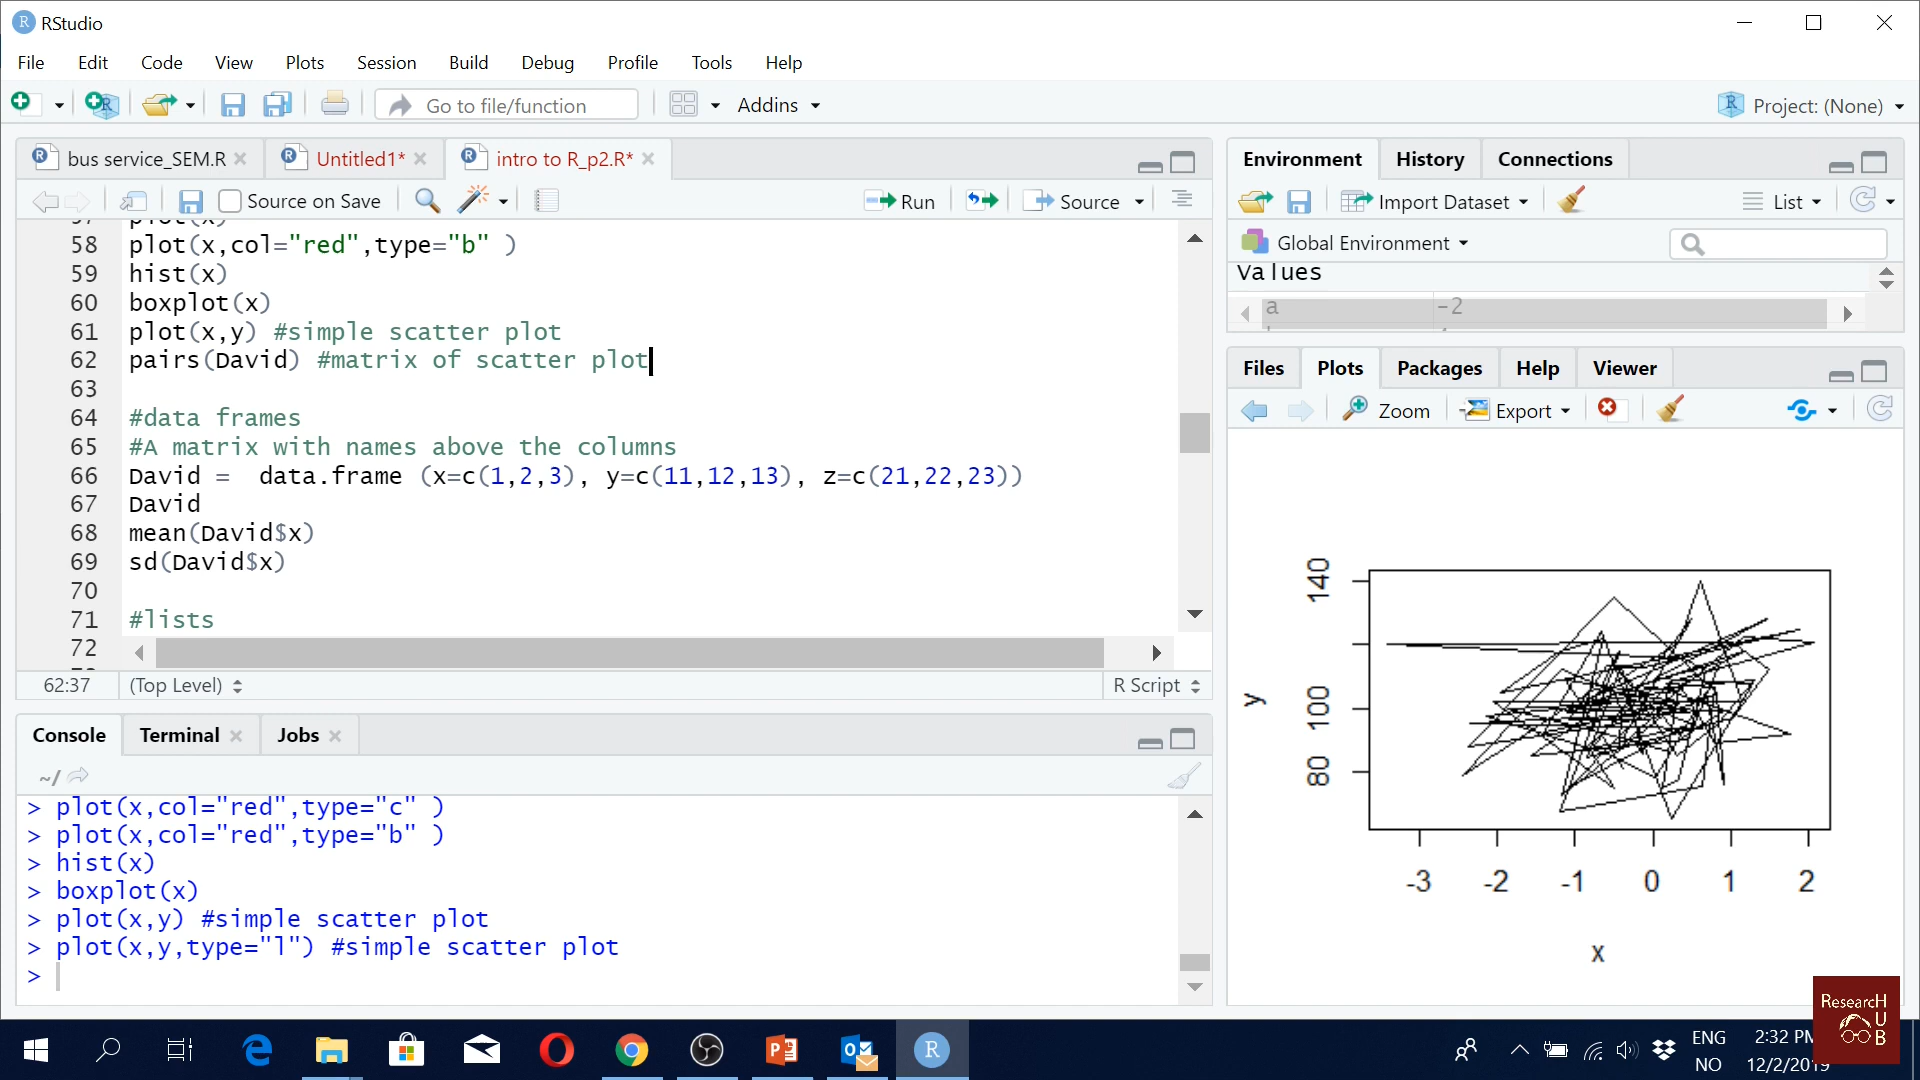 RStudio
File Edit Code View Plots Session Build Debug Profile Tools Help
Go to file/function Addins Project: (None)
bus service_SEM.R Untitled1* intro to R_p2.R*
Source on Save Run Source
58 plot(x,col="red",type="b" )
59 hist(x)
60 boxplot(x)
61 plot(x,y) #simple scatter plot
62 pairs(David) #matrix of scatter plot
63
64 #data frames
65 #A matrix with names above the columns
66 David = data.frame (x=c(1,2,3), y=c(11,12,13), z=c(21,22,23))
67 David
68 mean(David$x)
69 sd(David$x)
70
71 #lists
72
62:37 (Top Level) R Script
Console Terminal Jobs
~/
> plot(x,col="red",type="c" )
> plot(x,col="red",type="b" )
> hist(x)
> boxplot(x)
> plot(x,y) #simple scatter plot
> plot(x,y,type="l") #simple scatter plot
>
Environment History Connections
Import Dataset List
Global Environment
Values
a -2
Files Plots Packages Help Viewer
Zoom Export
140
100
80
y
-3 -2 -1 0 1 2
x
ResearcH
U
B
ENG
NO
2:32 PM
12/2/2019